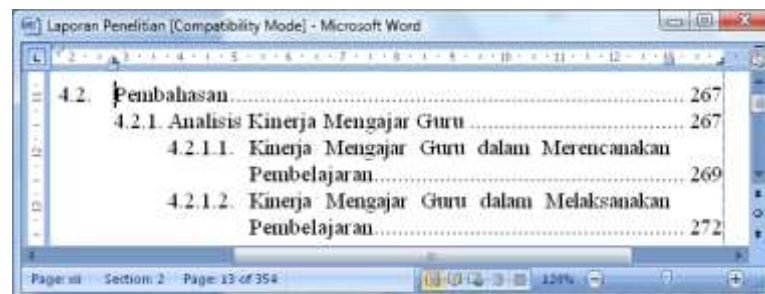 Laporan Penelitian [Compatibility Mode] - Microsoft Word
4.2. Pembahasan........................................................................ 267
4.2.1. Analisis Kinerja Mengajar Guru ................................ 267
4.2.1.1. Kinerja Mengajar Guru dalam Merencanakan
Pembelajaran............................................... 269
4.2.1.2. Kinerja Mengajar Guru dalam Melaksanakan
Pembelajaran............................................... 272
Section: 2 Page: 13 of 354 120%